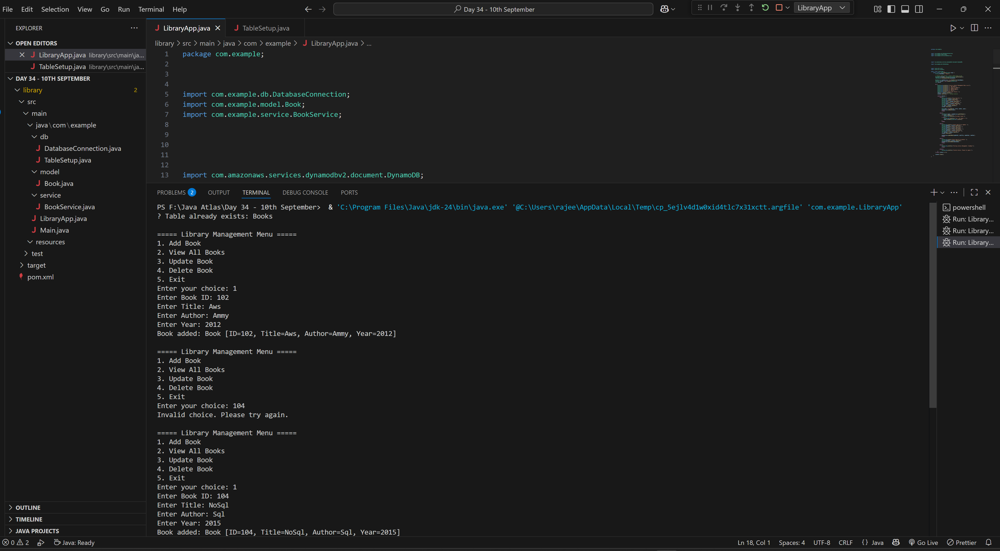 File Edit Selection View Go Run Terminal Help
Day 34 - 10th September
LibraryApp
EXPLORER
OPEN EDITORS
LibraryApp.java library\src\main\ja...
TableSetup.java library\src\main\ja...
DAY 34 - 10TH SEPTEMBER
library 2
src
main
java\com\example
db
DatabaseConnection.java
TableSetup.java
model
Book.java
service
BookService.java
LibraryApp.java
Main.java
resources
test
target
pom.xml
OUTLINE
TIMELINE
JAVA PROJECTS
LibraryApp.java TableSetup.java
library > src > main > java > com > example > LibraryApp.java > ...
1 package com.example;
2
3
4
5 import com.example.db.DatabaseConnection;
6 import com.example.model.Book;
7 import com.example.service.BookService;
8
9
10
11
12
13 import com.amazonaws.services.dynamodbv2.document.DynamoDB;
PROBLEMS 2 OUTPUT TERMINAL DEBUG CONSOLE PORTS
PS F:\Java Atlas\Day 34 - 10th September> & 'C:\Program Files\Java\jdk-24\bin\java.exe' '@C:\Users\rajee\AppData\Local\Temp\cp_5ejlv4d1w0xid4tlc7x31xctt.argfile' 'com.example.LibraryApp'
? Table already exists: Books
===== Library Management Menu =====
1. Add Book
2. View All Books
3. Update Book
4. Delete Book
5. Exit
Enter your choice: 1
Enter Book ID: 102
Enter Title: Aws
Enter Author: Ammy
Enter Year: 2012
Book added: Book [ID=102, Title=Aws, Author=Ammy, Year=2012]
===== Library Management Menu =====
1. Add Book
2. View All Books
3. Update Book
4. Delete Book
5. Exit
Enter your choice: 104
Invalid choice. Please try again.
===== Library Management Menu =====
1. Add Book
2. View All Books
3. Update Book
4. Delete Book
5. Exit
Enter your choice: 1
Enter Book ID: 104
Enter Title: NoSql
Enter Author: Sql
Enter Year: 2015
Book added: Book [ID=104, Title=NoSql, Author=Sql, Year=2015]
powershell
Run: Library...
Run: Library...
Run: Library...
0 2 Java: Ready
Ln 18, Col 1 Spaces: 4 UTF-8 CRLF {} Java Go Live Prettier